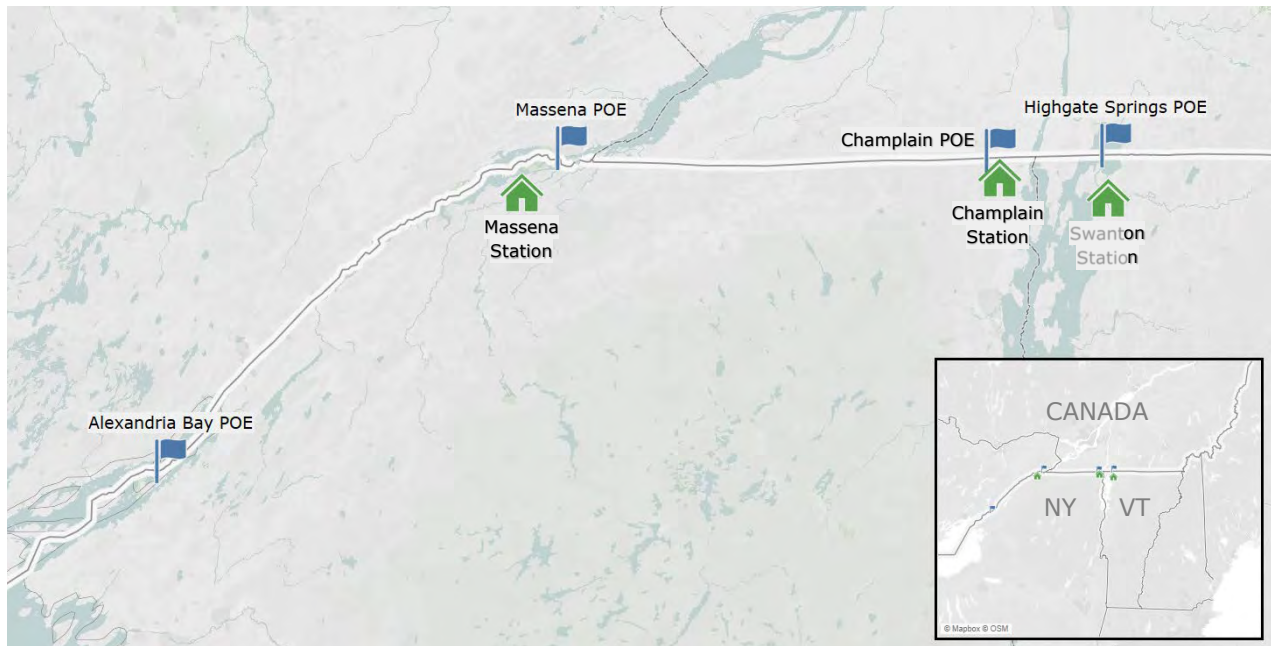 Massena POE
Highgate Springs POE
Champlain POE
Massena
Station
Champlain
Station
Swanton
Station
Alexandria Bay POE
CANADA
NY
VT
© Mapbox © OSM